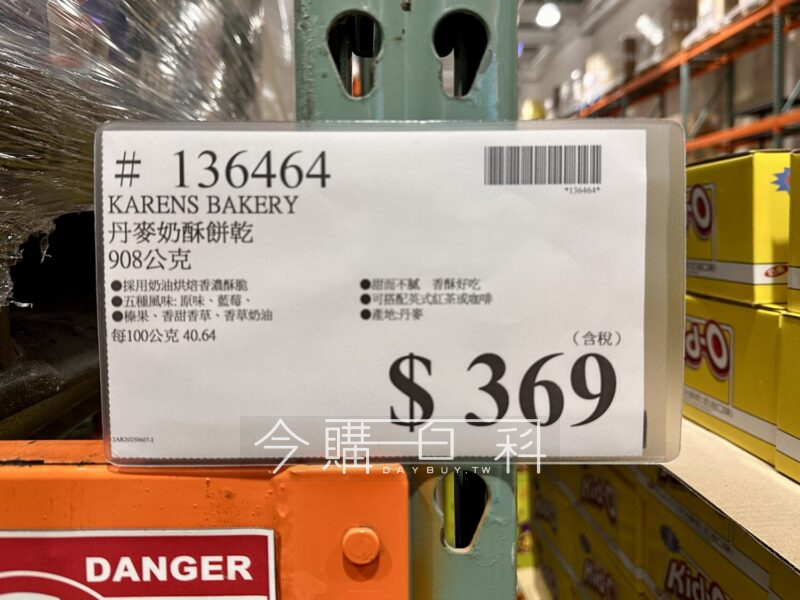 # 136464
*136464*
KARENS BAKERY
丹麥奶酥餅乾
908公克
●採用奶油烘焙香濃酥脆
●五種風味: 原味、藍莓、
●榛果、香甜香草、香草奶油
每100公克 40.64
●甜而不膩 香酥好吃
●可搭配英式紅茶或咖啡
●產地:丹麥
(含稅)
$ 369
2AR20230607-1
今購百科
DAYBUY.TW
DANGER
Kid-O